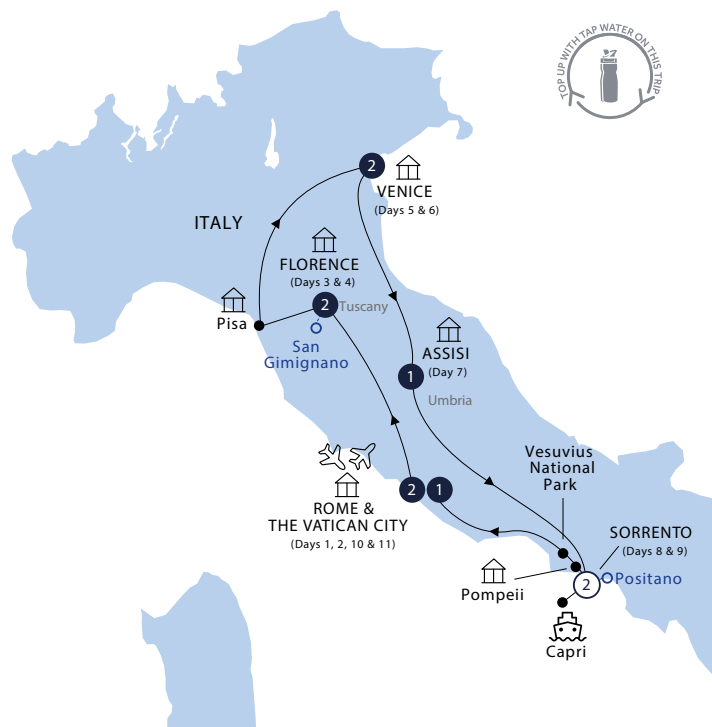 TOP UP WITH TAP WATER ON THIS TRIP
2
VENICE
(Days 5 & 6)
ITALY
FLORENCE
(Days 3 & 4)
2
Tuscany
Pisa
San
Gimignano
ASSISI
(Day 7)
1
Umbria
Vesuvius
National
Park
2 1
ROME &
THE VATICAN CITY
(Days 1, 2, 10 & 11)
SORRENTO
(Days 8 & 9)
2
Positano
Pompeii
Capri